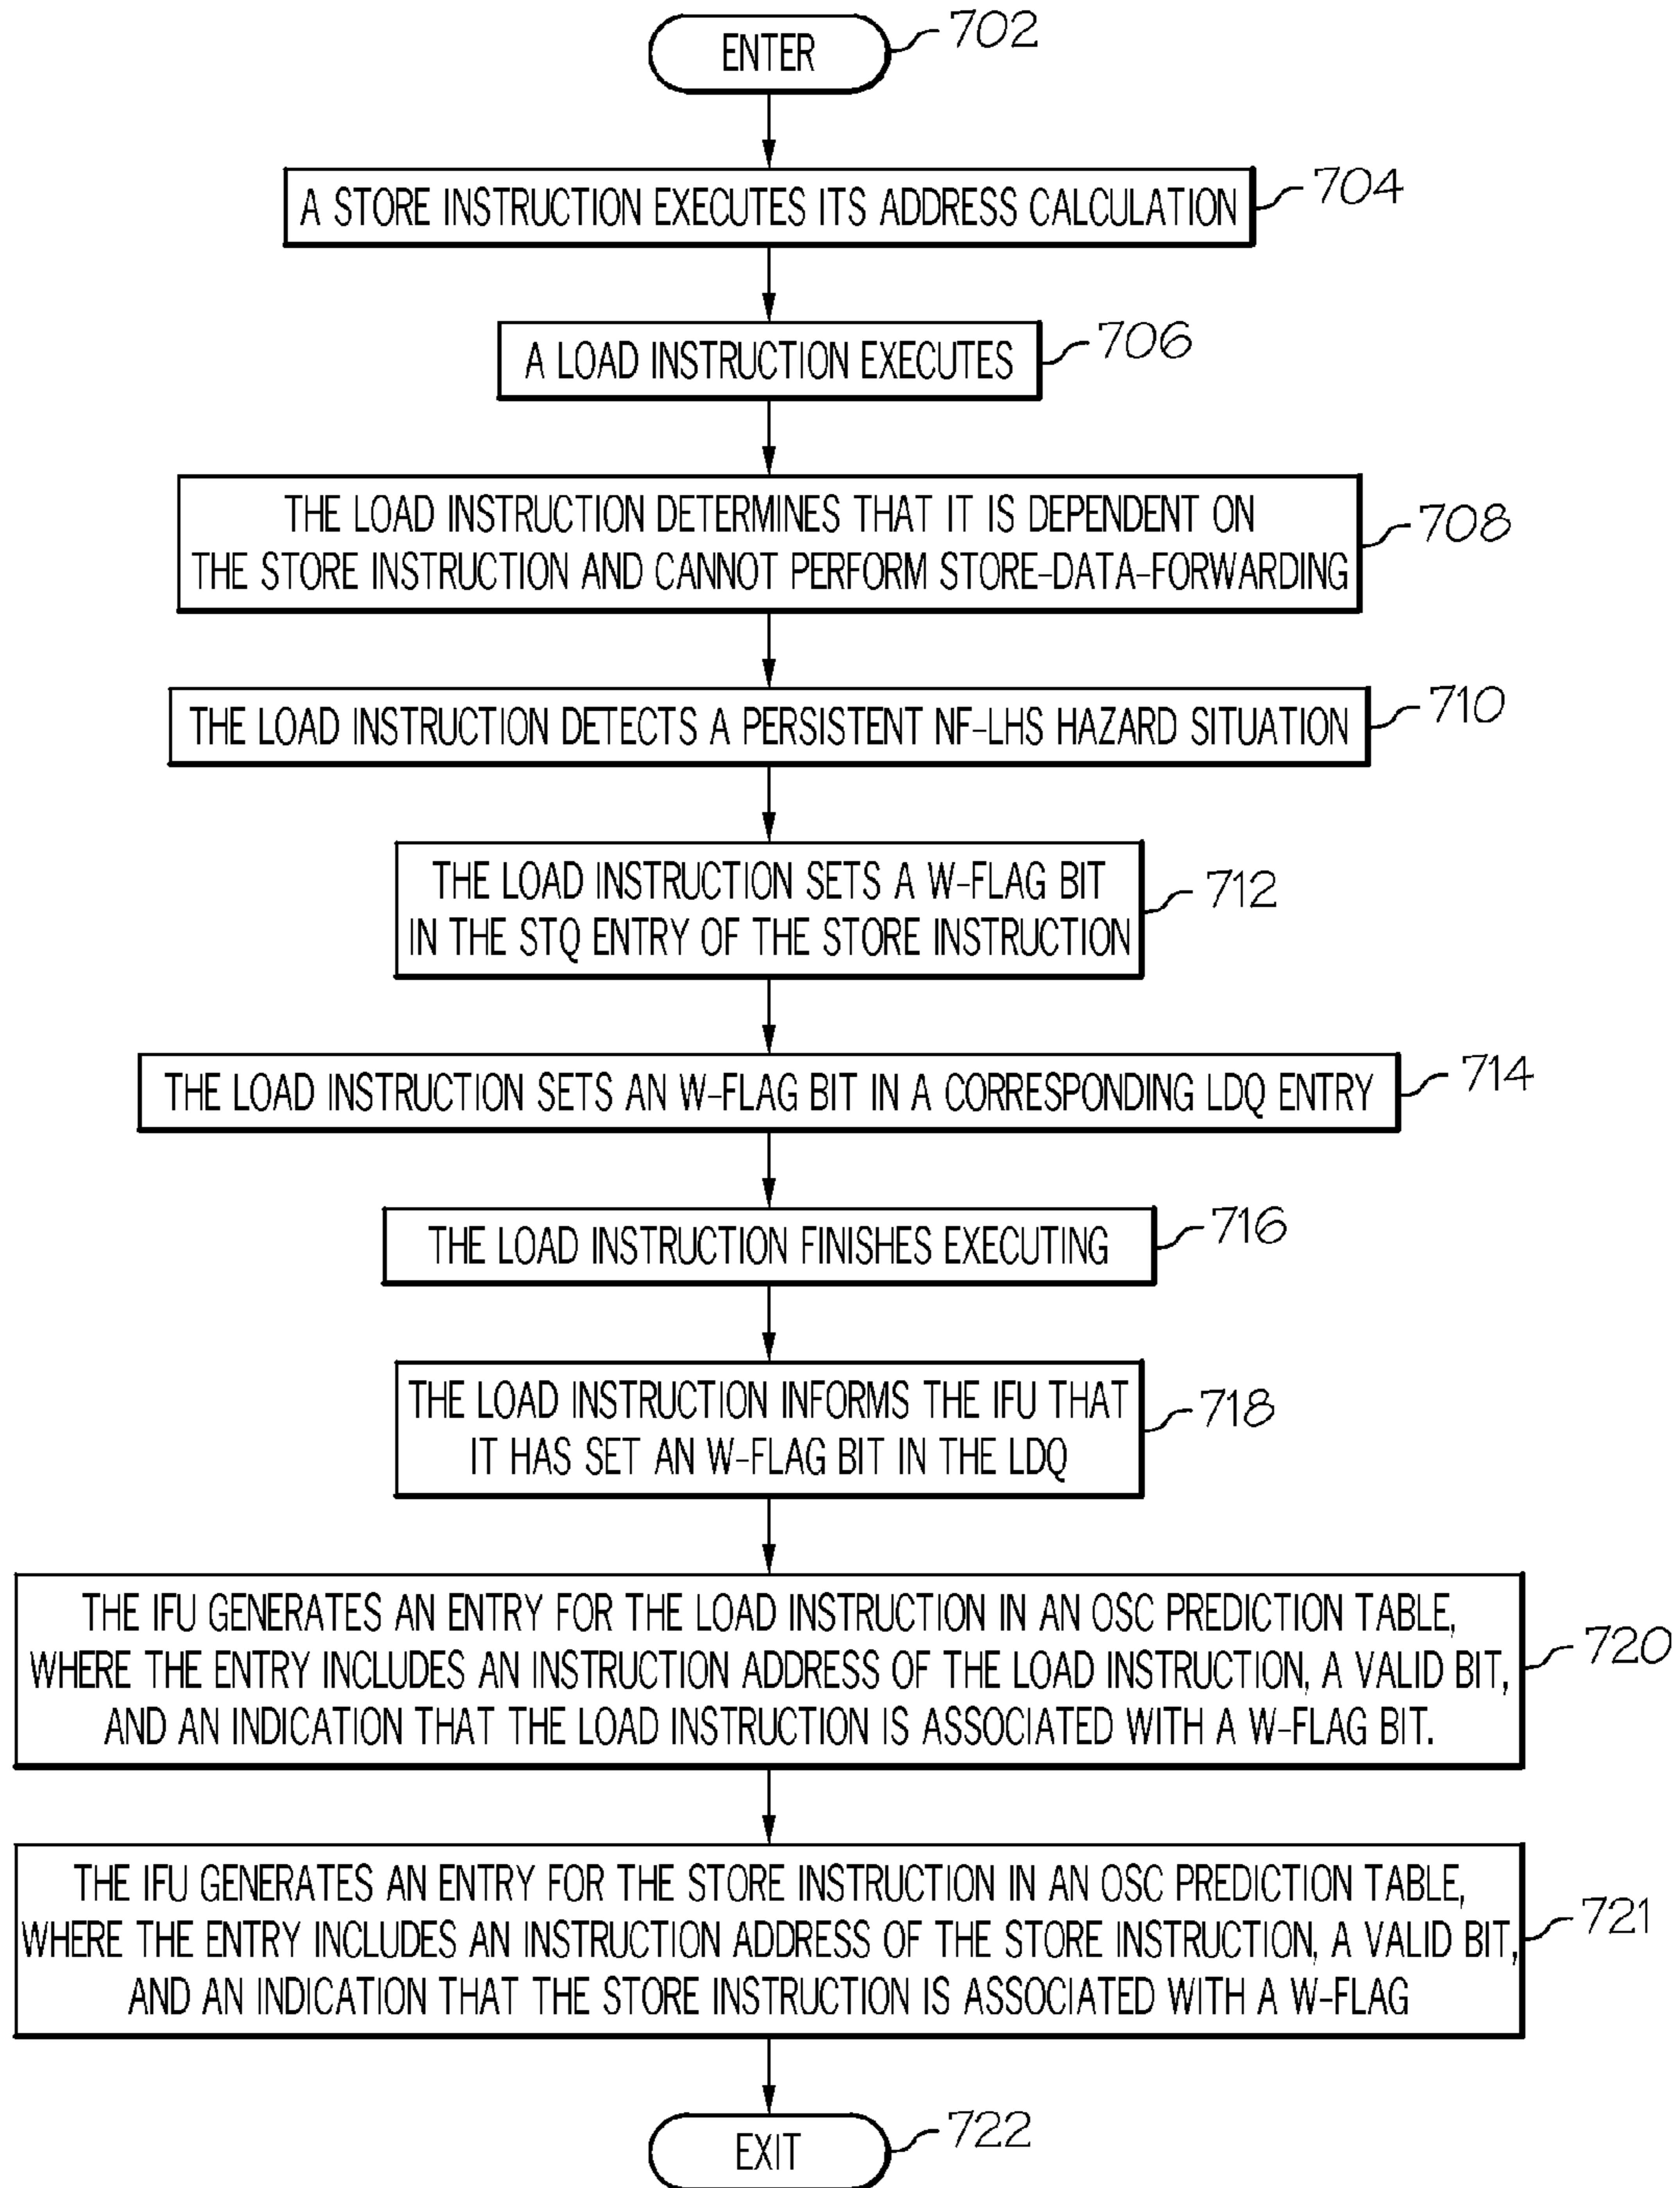 ENTER
702
A STORE INSTRUCTION EXECUTES ITS ADDRESS CALCULATION
704
A LOAD INSTRUCTION EXECUTES
706
THE LOAD INSTRUCTION DETERMINES THAT IT IS DEPENDENT ON
THE STORE INSTRUCTION AND CANNOT PERFORM STORE-DATA-FORWARDING
708
THE LOAD INSTRUCTION DETECTS A PERSISTENT NF-LHS HAZARD SITUATION
710
THE LOAD INSTRUCTION SETS A W-FLAG BIT
IN THE STQ ENTRY OF THE STORE INSTRUCTION
712
THE LOAD INSTRUCTION SETS AN W-FLAG BIT IN A CORRESPONDING LDQ ENTRY
714
THE LOAD INSTRUCTION FINISHES EXECUTING
716
THE LOAD INSTRUCTION INFORMS THE IFU THAT
IT HAS SET AN W-FLAG BIT IN THE LDQ
718
THE IFU GENERATES AN ENTRY FOR THE LOAD INSTRUCTION IN AN OSC PREDICTION TABLE,
WHERE THE ENTRY INCLUDES AN INSTRUCTION ADDRESS OF THE LOAD INSTRUCTION, A VALID BIT,
AND AN INDICATION THAT THE LOAD INSTRUCTION IS ASSOCIATED WITH A W-FLAG BIT.
720
THE IFU GENERATES AN ENTRY FOR THE STORE INSTRUCTION IN AN OSC PREDICTION TABLE,
WHERE THE ENTRY INCLUDES AN INSTRUCTION ADDRESS OF THE STORE INSTRUCTION, A VALID BIT,
AND AN INDICATION THAT THE STORE INSTRUCTION IS ASSOCIATED WITH A W-FLAG
721
EXIT
722